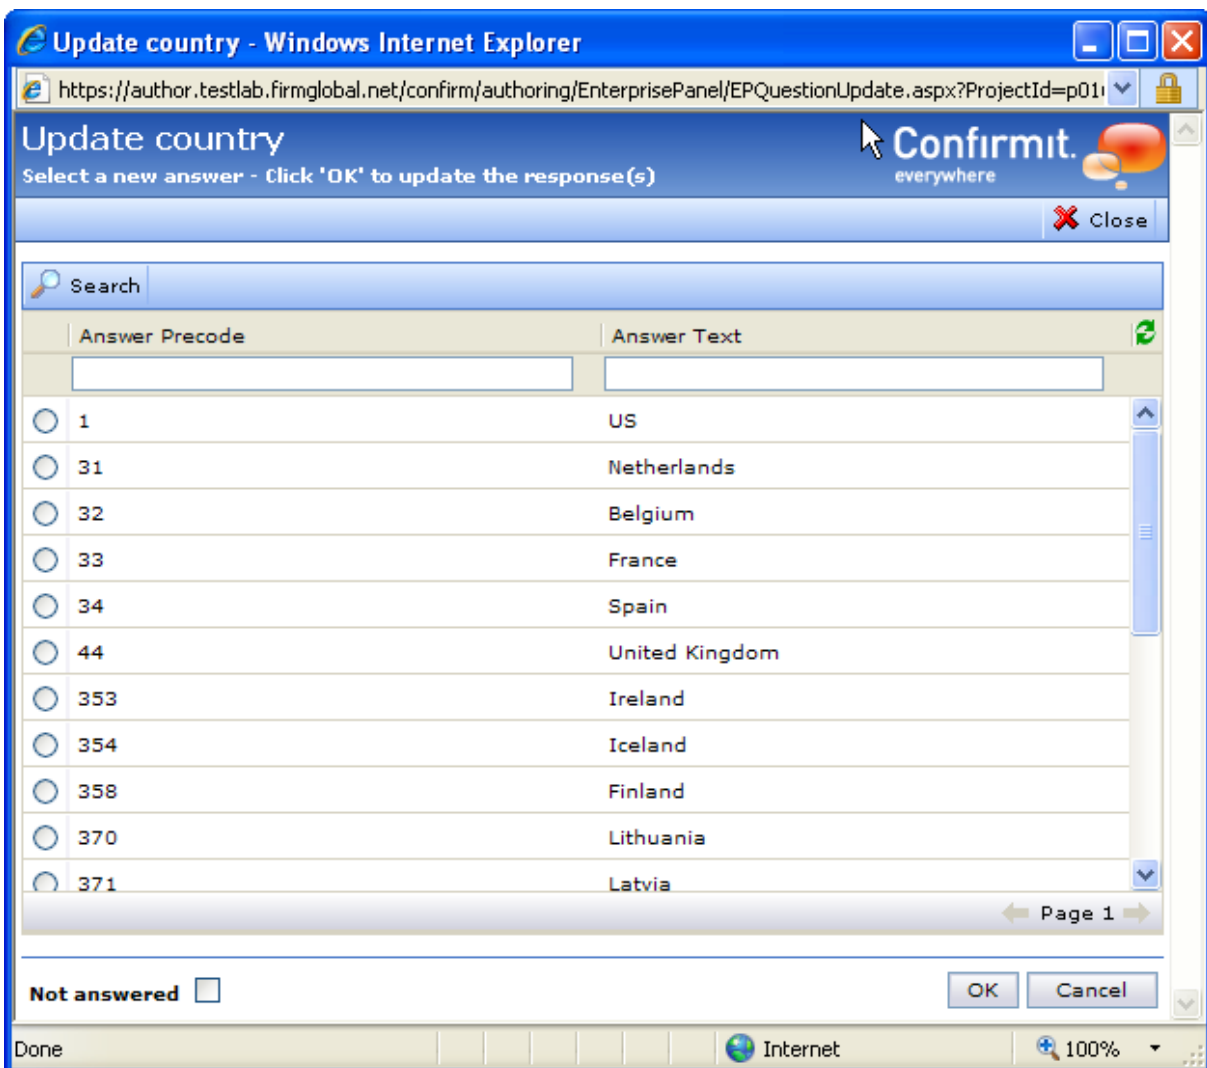 Update country - Windows Internet Explorer
https://author.testlab.firmglobal.net/confirm/authoring/EnterprisePanel/EPQuestionUpdate.aspx?ProjectId=p01
Update country
Select a new answer - Click 'OK' to update the response(s)
Confirmit.
everywhere
Close
Search
Answer Precode Answer Text
1 US
31 Netherlands
32 Belgium
33 France
34 Spain
44 United Kingdom
353 Ireland
354 Iceland
358 Finland
370 Lithuania
371 Latvia
Page 1
Not answered OK Cancel
Done Internet 100%